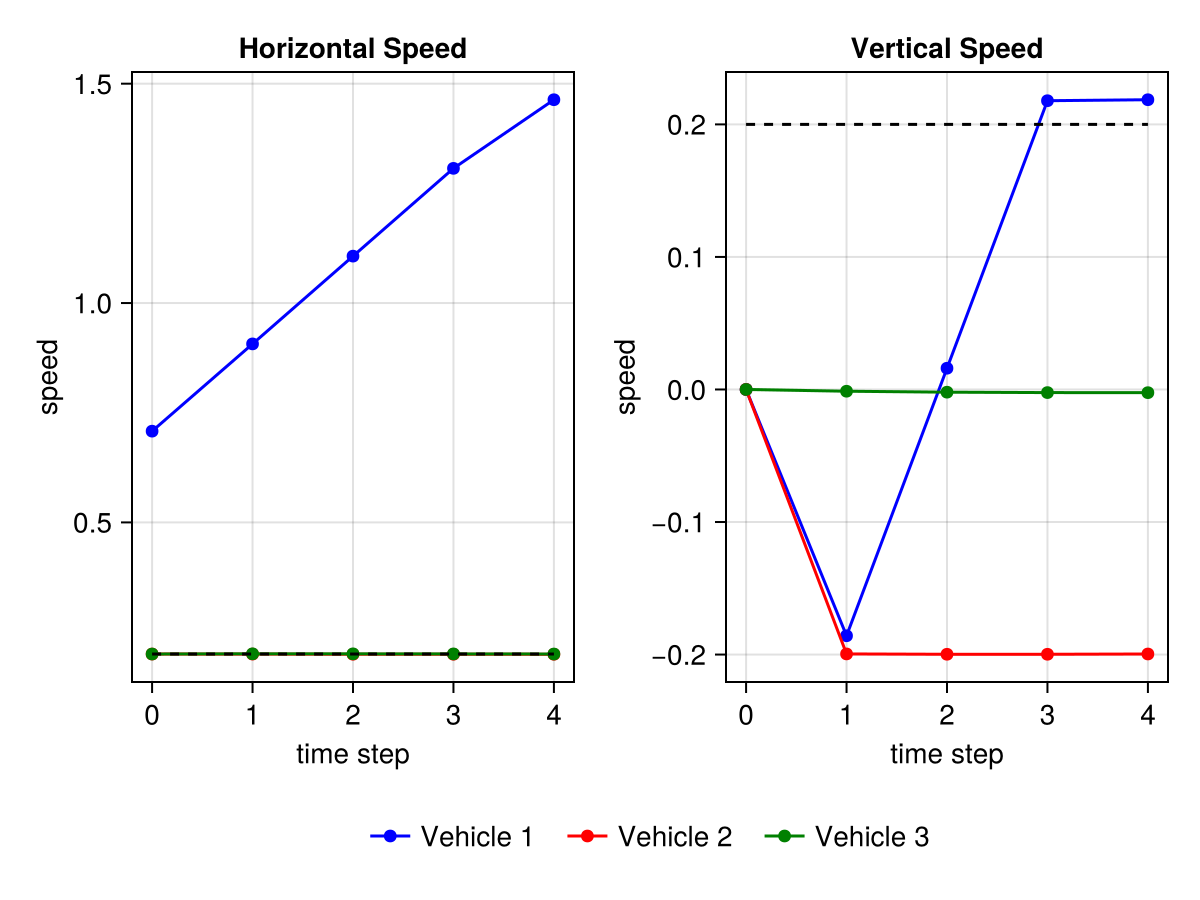 Horizontal Speed
1.5
1.0
0.5
speed
0 1 2 3 4
time step
Vertical Speed
0.2
0.1
0.0
−0.1
−0.2
speed
0 1 2 3 4
time step
Vehicle 1 Vehicle 2 Vehicle 3